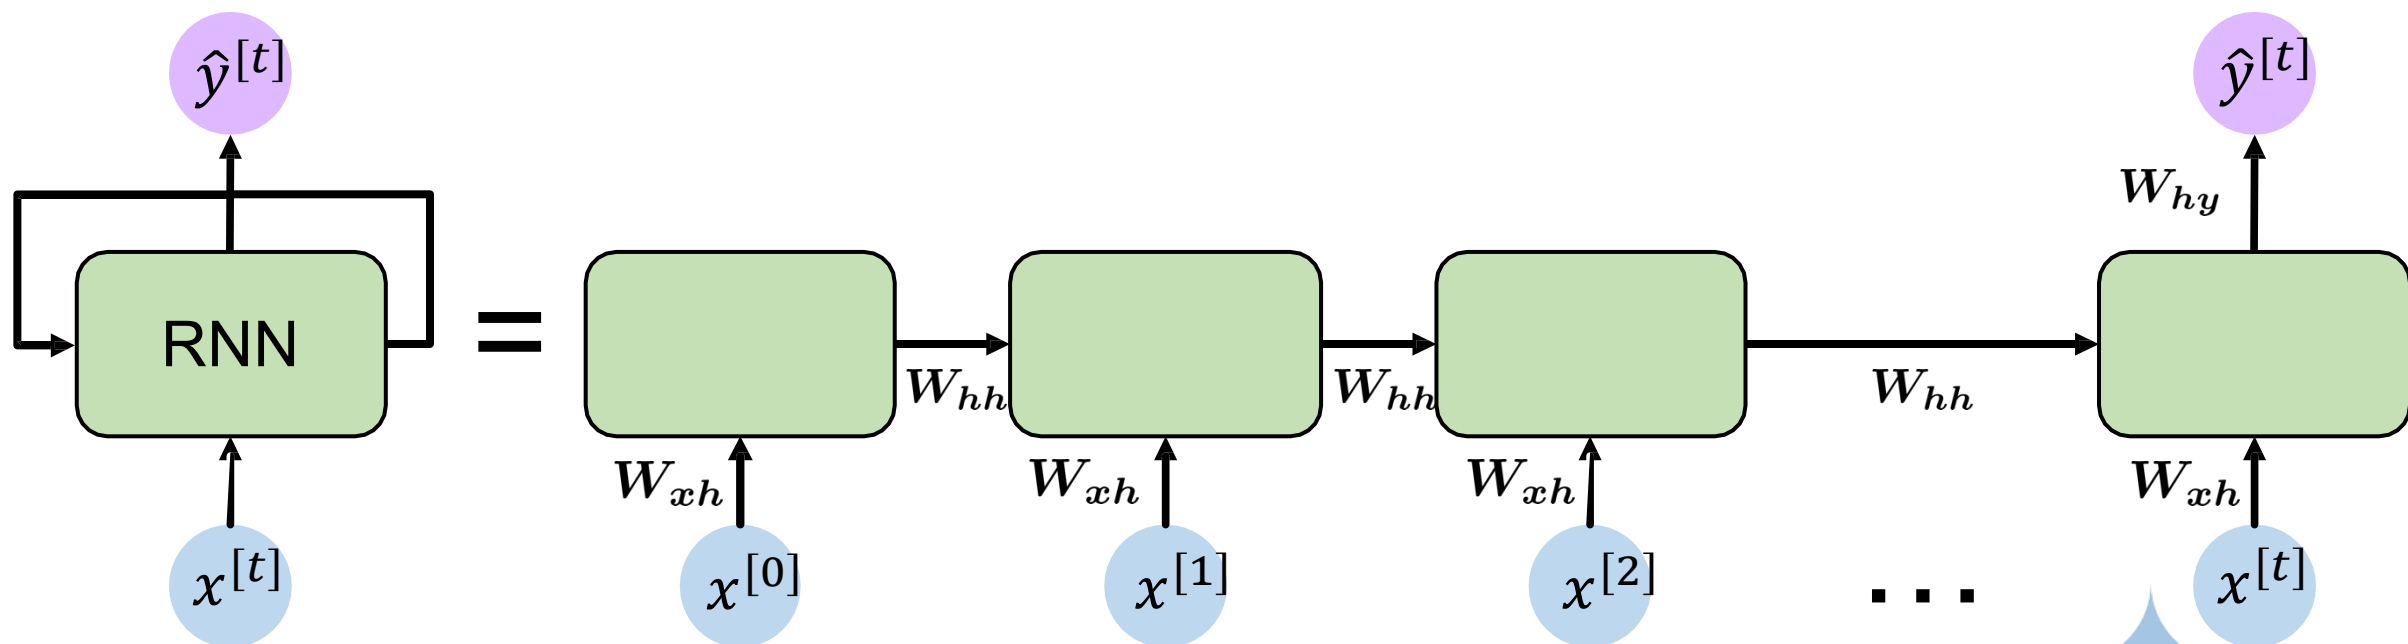 ŷ[t] ŷ[t]
W_hy
RNN = 
W_hh W_hh W_hh
W_xh W_xh W_xh W_xh
x[t] x[0] x[1] x[2] ... x[t]